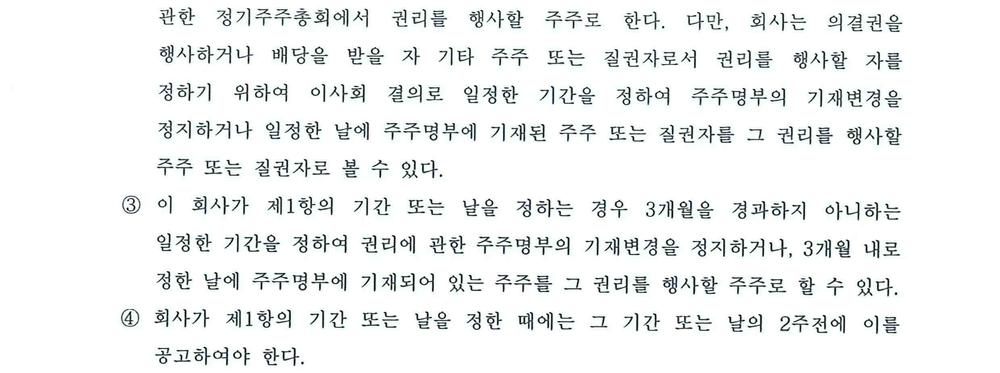 관한 정기주주총회에서 권리를 행사할 주주로 한다. 다만, 회사는 의결권을
행사하거나 배당을 받을 자 기타 주주 또는 질권자로서 권리를 행사할 자를
정하기 위하여 이사회 결의로 일정한 기간을 정하여 주주명부의 기재변경을
정지하거나 일정한 날에 주주명부에 기재된 주주 또는 질권자를 그 권리를 행사할
주주 또는 질권자로 볼 수 있다.
③ 이 회사가 제1항의 기간 또는 날을 정하는 경우 3개월을 경과하지 아니하는
일정한 기간을 정하여 권리에 관한 주주명부의 기재변경을 정지하거나, 3개월 내로
정한 날에 주주명부에 기재되어 있는 주주를 그 권리를 행사할 주주로 할 수 있다.
④ 회사가 제1항의 기간 또는 날을 정한 때에는 그 기간 또는 날의 2주전에 이를
공고하여야 한다.